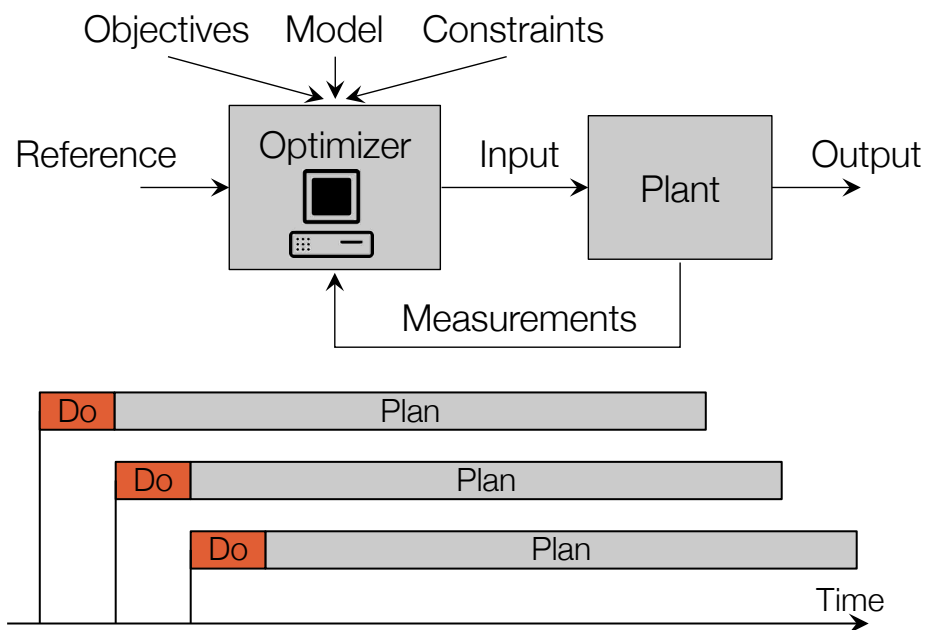 Objectives Model Constraints
Reference
Optimizer
Input
Plant
Output
Measurements
Do Plan
Do Plan
Do Plan
Time